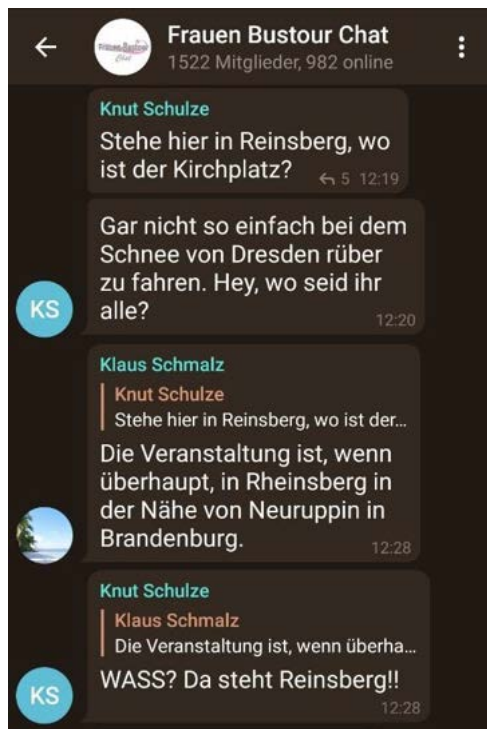 Frauen Bustour Chat
1522 Mitglieder, 982 online
Knut Schulze
Stehe hier in Reinsberg, wo
ist der Kirchplatz?
5 12:19
Gar nicht so einfach bei dem
Schnee von Dresden rüber
zu fahren. Hey, wo seid ihr
alle?
12:20
KS
Klaus Schmalz
Knut Schulze
Stehe hier in Reinsberg, wo ist der...
Die Veranstaltung ist, wenn
überhaupt, in Rheinsberg in
der Nähe von Neuruppin in
Brandenburg.
12:28
Knut Schulze
Klaus Schmalz
Die Veranstaltung ist, wenn überha...
WASS? Da steht Reinsberg!!
12:28
KS